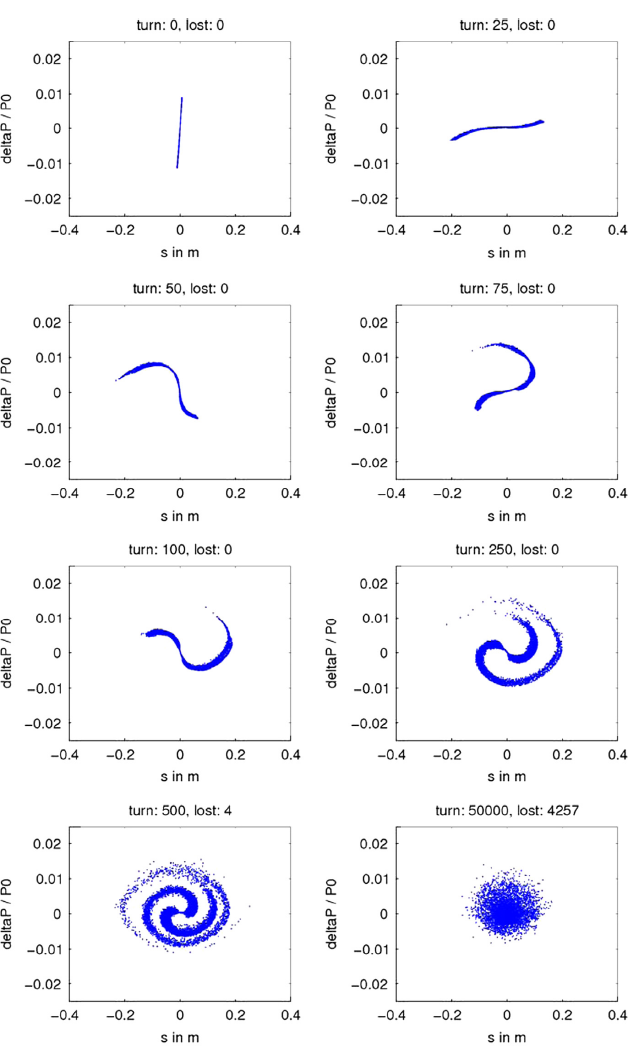 turn: 0, lost: 0
turn: 25, lost: 0
deltaP / P0
0.02
0.01
0
−0.01
−0.02
−0.4 −0.2 0 0.2 0.4
s in m
deltaP / P0
0.02
0.01
0
−0.01
−0.02
−0.4 −0.2 0 0.2 0.4
s in m
turn: 50, lost: 0
turn: 75, lost: 0
deltaP / P0
0.02
0.01
0
−0.01
−0.02
−0.4 −0.2 0 0.2 0.4
s in m
deltaP / P0
0.02
0.01
0
−0.01
−0.02
−0.4 −0.2 0 0.2 0.4
s in m
turn: 100, lost: 0
turn: 250, lost: 0
deltaP / P0
0.02
0.01
0
−0.01
−0.02
−0.4 −0.2 0 0.2 0.4
s in m
deltaP / P0
0.02
0.01
0
−0.01
−0.02
−0.4 −0.2 0 0.2 0.4
s in m
turn: 500, lost: 4
turn: 50000, lost: 4257
deltaP / P0
0.02
0.01
0
−0.01
−0.02
−0.4 −0.2 0 0.2 0.4
s in m
deltaP / P0
0.02
0.01
0
−0.01
−0.02
−0.4 −0.2 0 0.2 0.4
s in m